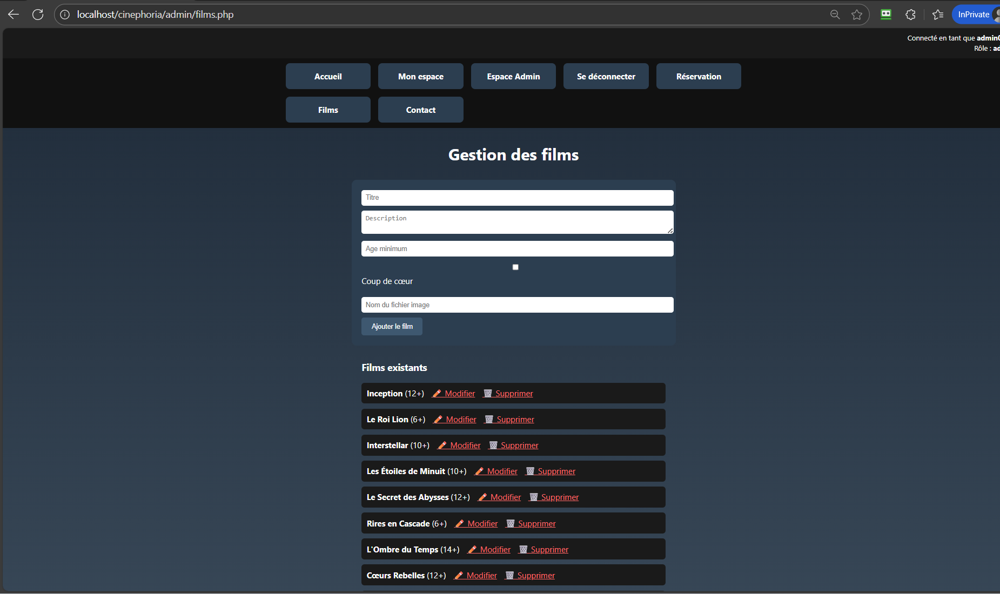 localhost/cinephoria/admin/films.php
InPrivate
Connecté en tant que admin
Rôle :
Accueil Mon espace Espace Admin Se déconnecter Réservation
Films Contact
Gestion des films
Titre
Description
Age minimum
Coup de cœur
Nom du fichier image
Ajouter le film
Films existants
Inception (12+) Modifier Supprimer
Le Roi Lion (6+) Modifier Supprimer
Interstellar (10+) Modifier Supprimer
Les Étoiles de Minuit (10+) Modifier Supprimer
Le Secret des Abysses (12+) Modifier Supprimer
Rires en Cascade (6+) Modifier Supprimer
L'Ombre du Temps (14+) Modifier Supprimer
Cœurs Rebelles (12+) Modifier Supprimer